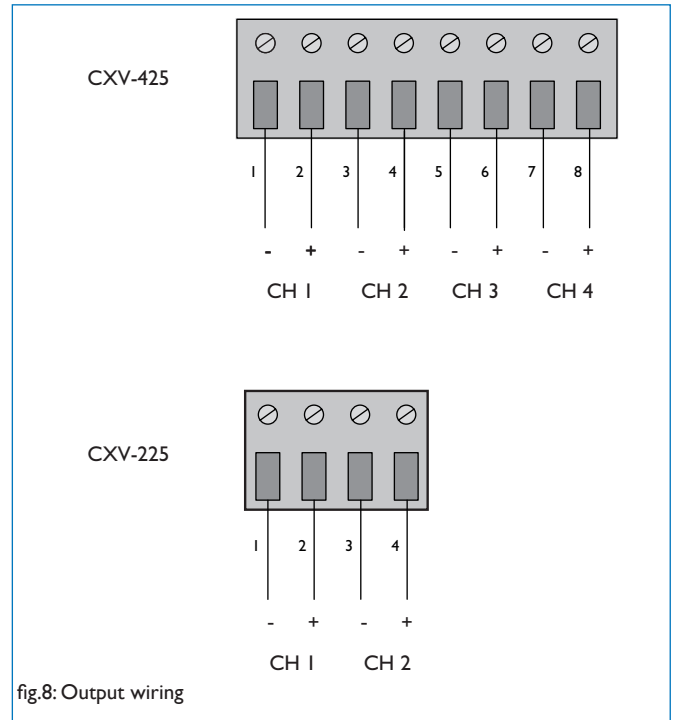 CXV-425
1 2 3 4 5 6 7 8
- + - + - + - +
CH 1 CH 2 CH 3 CH 4
CXV-225
1 2 3 4
- + - +
CH 1 CH 2
fig.8: Output wiring